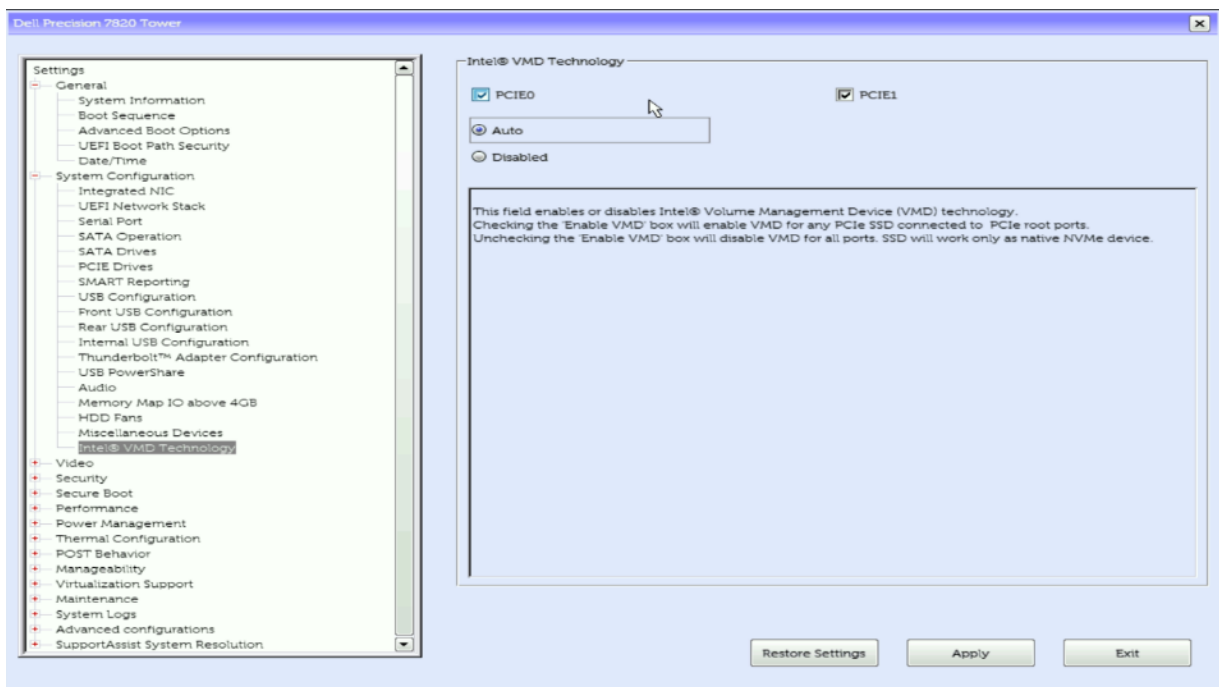 Dell Precision 7820 Tower
Settings
General
System Information
Boot Sequence
Advanced Boot Options
UEFI Boot Path Security
Date/Time
System Configuration
Integrated NIC
UEFI Network Stack
Serial Port
SATA Operation
SATA Drives
PCIE Drives
SMART Reporting
USB Configuration
Front USB Configuration
Rear USB Configuration
Internal USB Configuration
Thunderbolt™ Adapter Configuration
USB PowerShare
Audio
Memory Map IO above 4GB
HDD Fans
Miscellaneous Devices
Intel® VMD Technology
Video
Security
Secure Boot
Performance
Power Management
Thermal Configuration
POST Behavior
Manageability
Virtualization Support
Maintenance
System Logs
Advanced configurations
SupportAssist System Resolution
Intel® VMD Technology
PCIE0 PCIE1
Auto
Disabled
This field enables or disables Intel® Volume Management Device (VMD) technology.
Checking the 'Enable VMD' box will enable VMD for any PCIe SSD connected to PCIe root ports.
Unchecking the 'Enable VMD' box will disable VMD for all ports. SSD will work only as native NVMe device.
Restore Settings Apply Exit